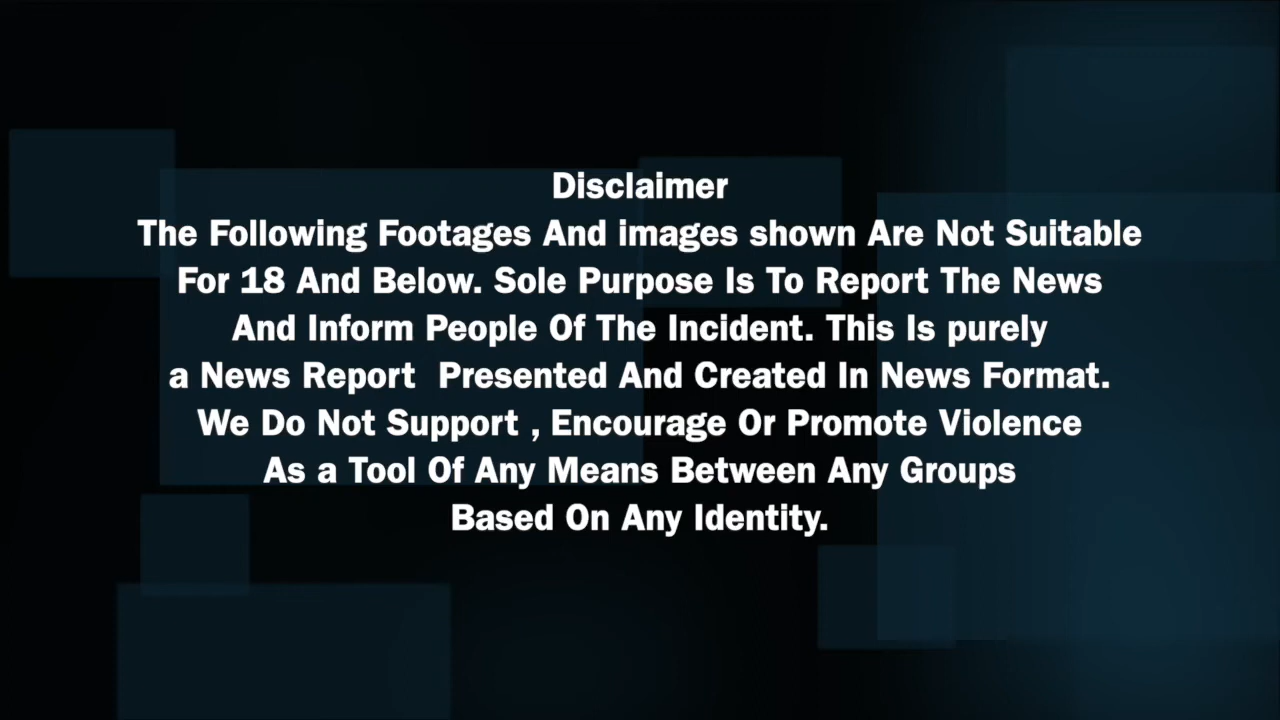 Disclaimer
The Following Footages And images shown Are Not Suitable
For 18 And Below. Sole Purpose Is To Report The News
And Inform People Of The Incident. This Is purely
a News Report  Presented And Created In News Format.
We Do Not Support , Encourage Or Promote Violence
As a Tool Of Any Means Between Any Groups
Based On Any Identity.